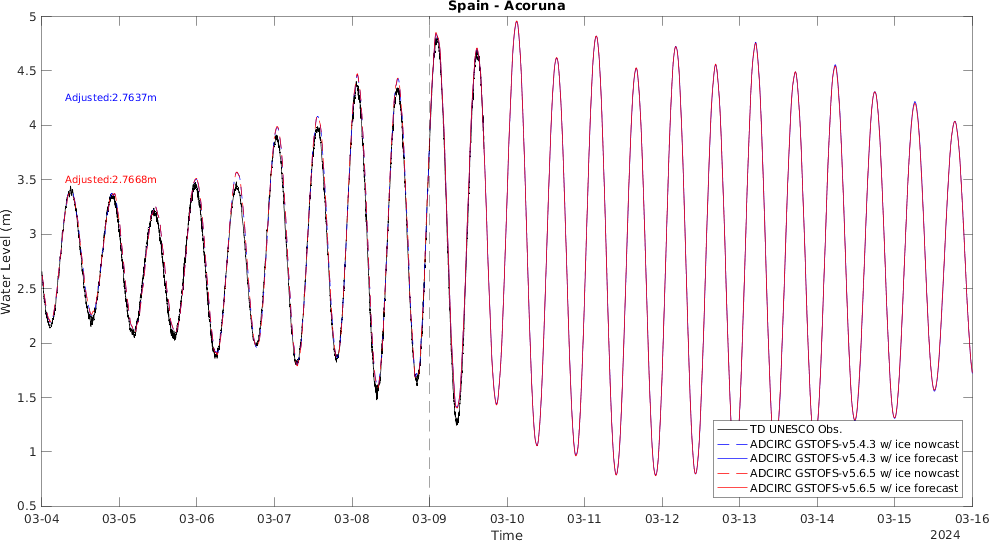 Spain - Acoruna
5
4.5
4
3.5
3
2.5
2
1.5
1
0.5
Water Level (m)
Adjusted:2.7637m
Adjusted:2.7668m
TD UNESCO Obs.
ADCIRC GSTOFS-v5.4.3 w/ ice nowcast
ADCIRC GSTOFS-v5.4.3 w/ ice forecast
ADCIRC GSTOFS-v5.6.5 w/ ice nowcast
ADCIRC GSTOFS-v5.6.5 w/ ice forecast
03-04 03-05 03-06 03-07 03-08 03-09 03-10 03-11 03-12 03-13 03-14 03-15 03-16
Time
2024